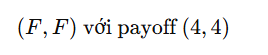 (F, F) với payoff (4, 4)